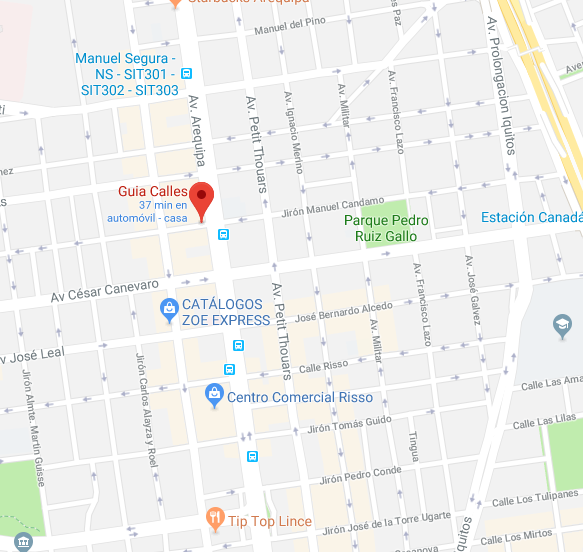 Starbucks Arequipa
Manuel del Pino
Paz
Manuel Segura -
NS - SIT301 -
SIT302 - SIT303
Av. Arequipa
Av. Petit Thouars
Av. Ignacio Merino
Av. Militar
Av. Francisco Lazo
Av. Prolongacion Iquitos
Ave
Guia Calles
37 min en
automóvil - casa
Jirón Manuel Candamo
Parque Pedro
Ruiz Gallo
Estación Canadá
Av César Canevaro
CATÁLOGOS
ZOE EXPRESS
Av. Petit Thouars
José Bernardo Alcedo
Av. Militar
Av. Francisco Lazo
Av. José Galvez
Av José Leal
Jirón Almte. Martin Guisse
Jirón Carlos Alayza y Roel
Calle Risso
Centro Comercial Risso
Calle Las Ama
Calle Las Lilas
Jirón Tomás Guido
Tingua
Jirón Pedro Conde
Calle Los Tulipanes
Tip Top Lince
Jirón José de la Torre Ugarte
quitos
Calle Los Mirtos
Casanova